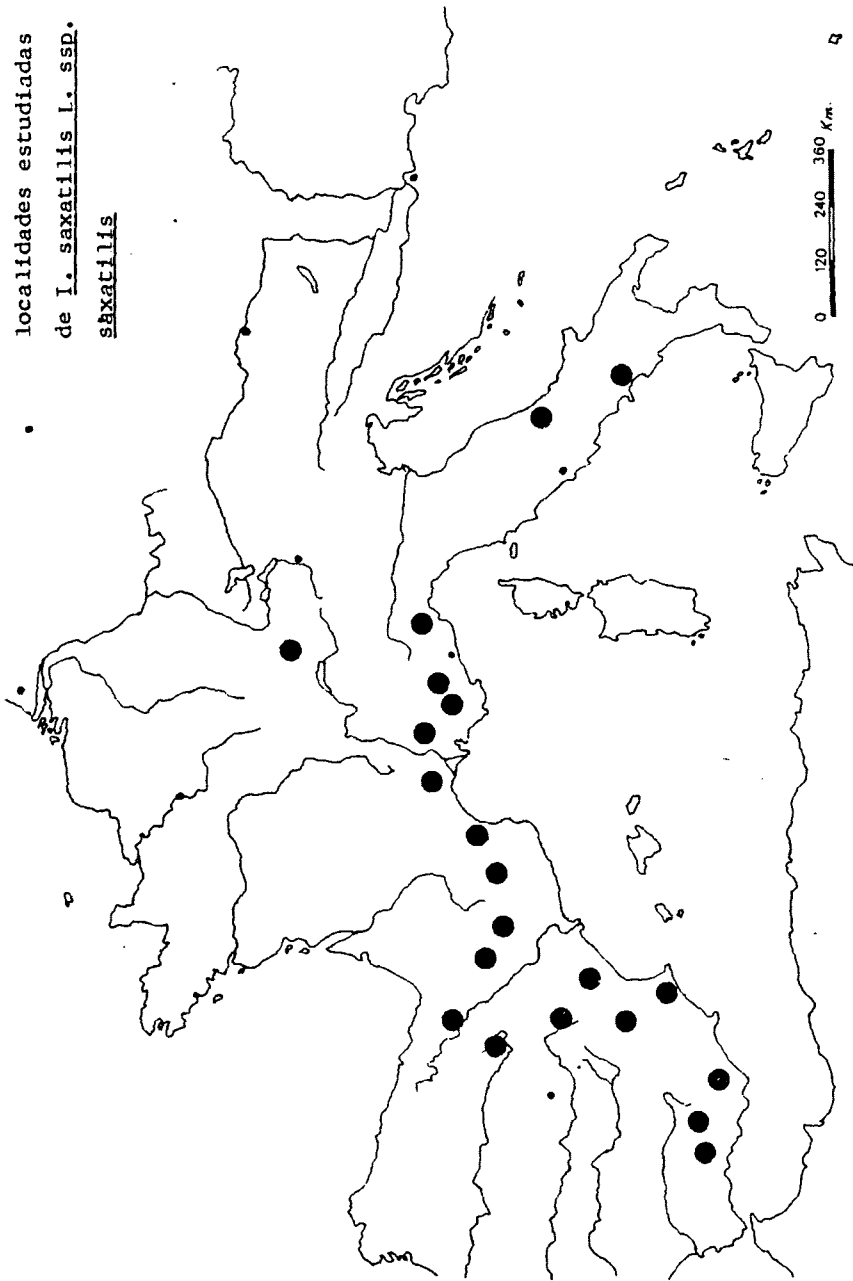 localidades estudiadas
de I. saxatilis L. ssp.
saxatilis
0 120 240 360 Km.